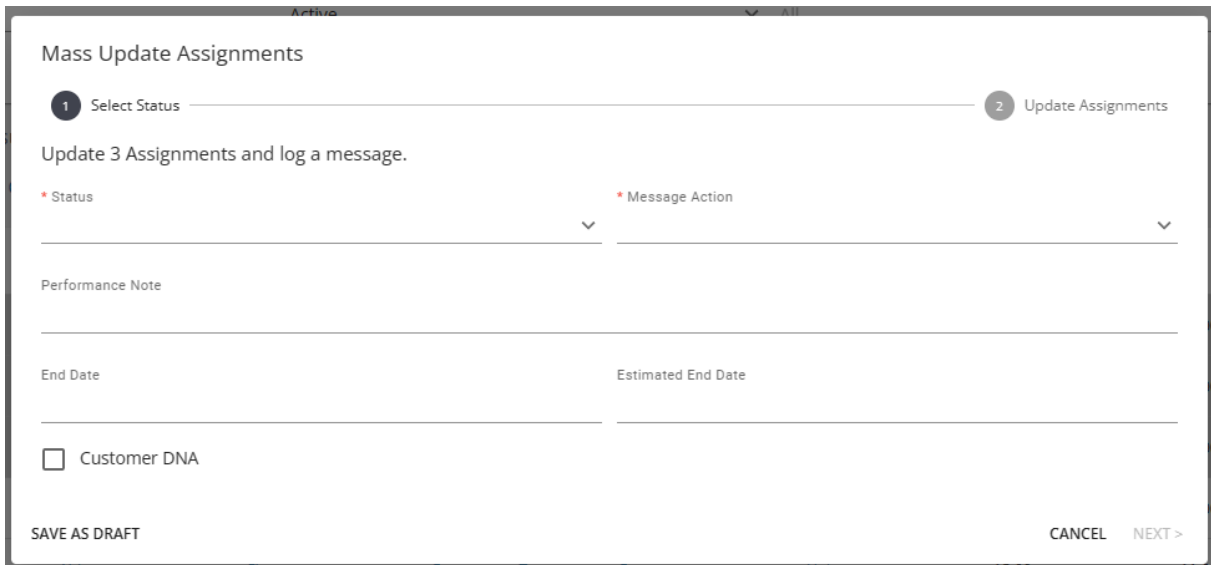 Active All
Mass Update Assignments
1 Select Status 2 Update Assignments
Update 3 Assignments and log a message.
* Status * Message Action
Performance Note
End Date Estimated End Date
Customer DNA
SAVE AS DRAFT CANCEL NEXT >